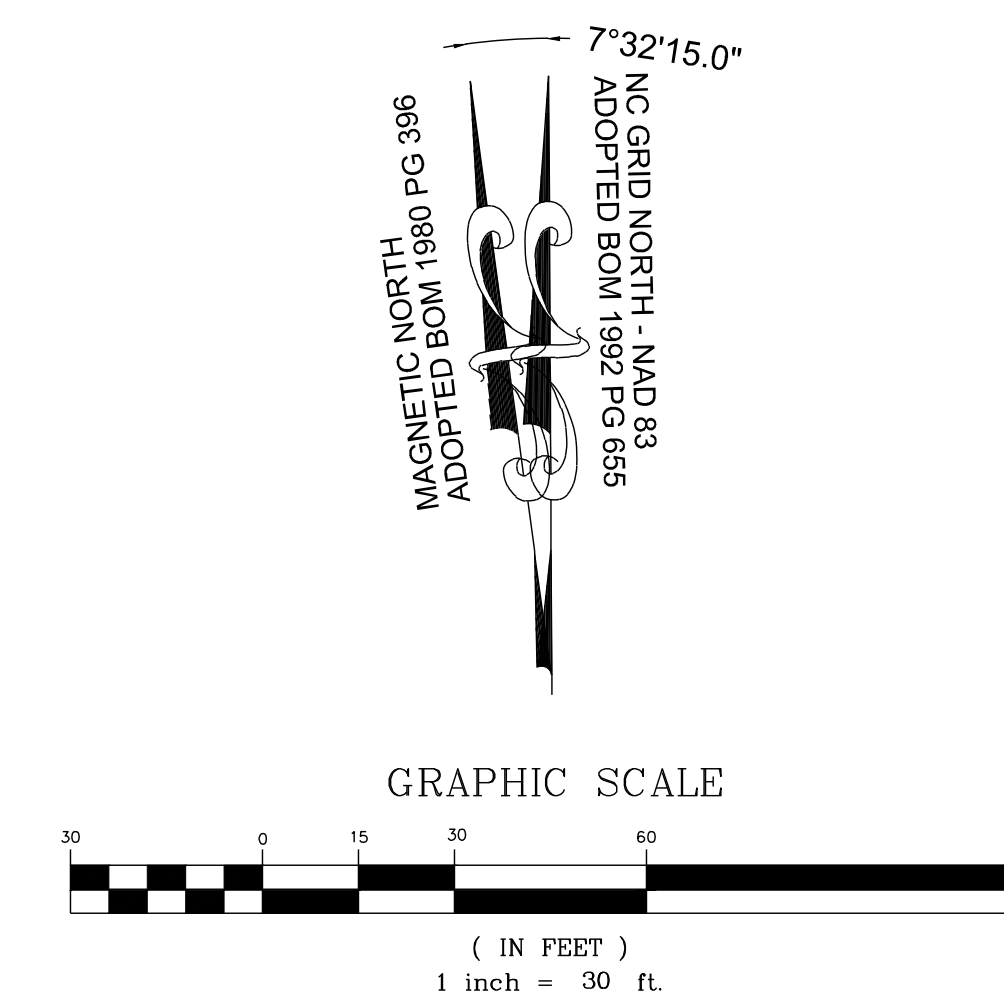 7°32'15.0"
MAGNETIC NORTH
ADOPTED BOM 1980 PG 396
NC GRID NORTH - NAD 83
ADOPTED BOM 1992 PG 655
GRAPHIC SCALE
30 0 15 30 60
( IN FEET )
1 inch = 30 ft.